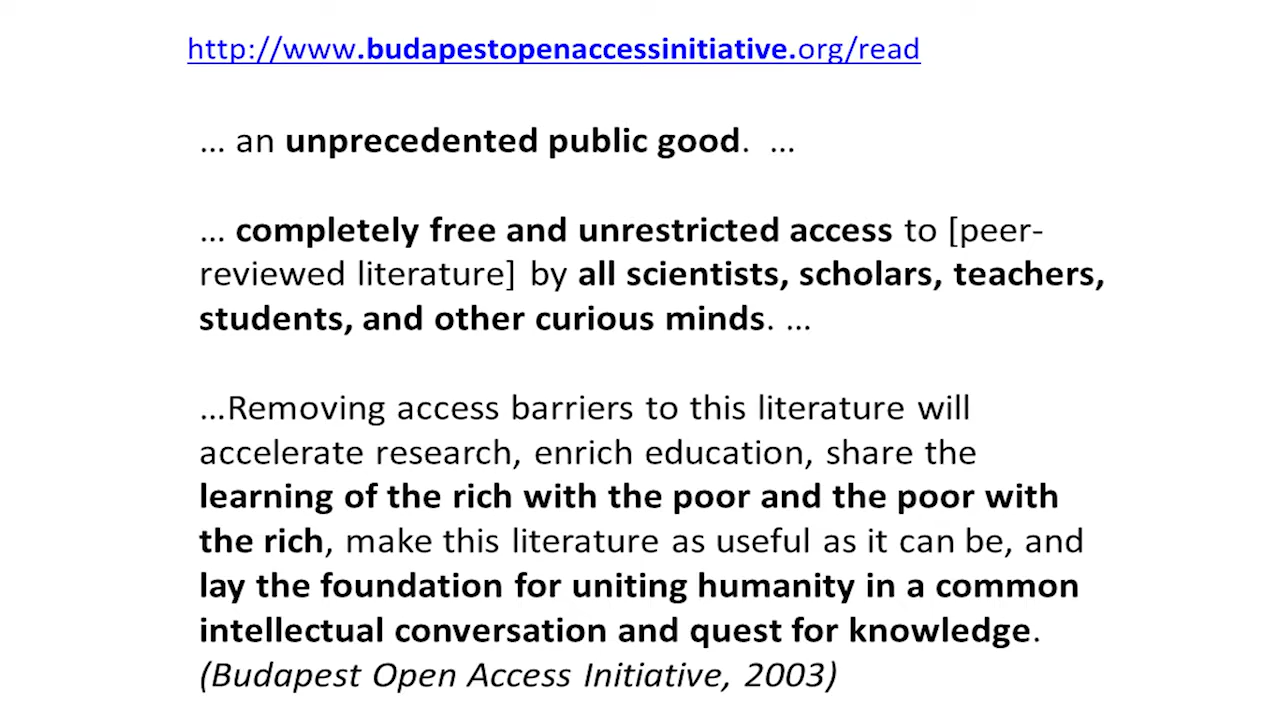 http://www.budapestopenaccessinitiative.org/read
… an unprecedented public good. …
… completely free and unrestricted access to [peer-
reviewed literature] by all scientists, scholars, teachers,
students, and other curious minds. …
…Removing access barriers to this literature will
accelerate research, enrich education, share the
learning of the rich with the poor and the poor with
the rich, make this literature as useful as it can be, and
lay the foundation for uniting humanity in a common
intellectual conversation and quest for knowledge.
(Budapest Open Access Initiative, 2003)